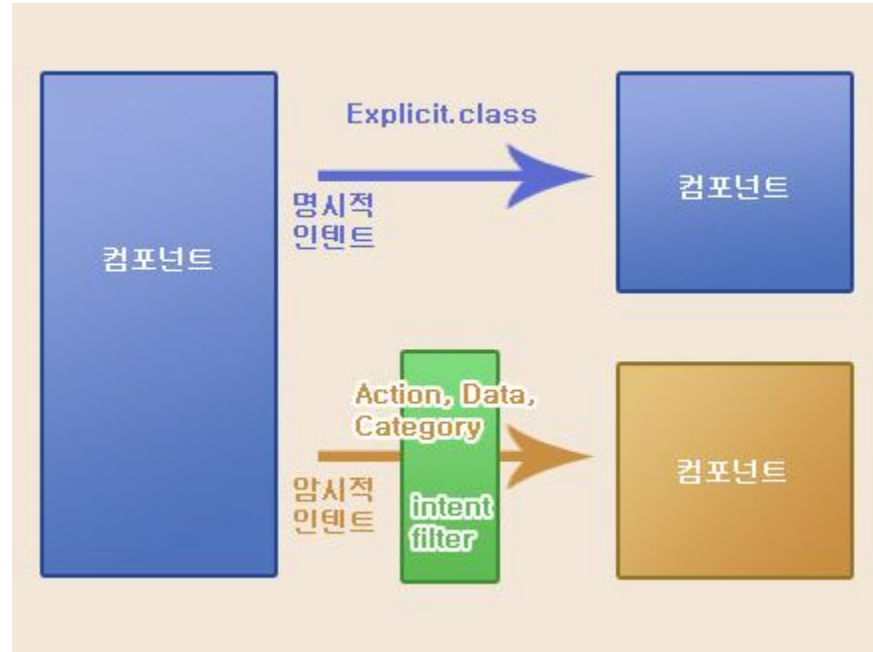 컴포넌트
Explicit.class
명시적
인텐트
컴포넌트
Action, Data,
Category
암시적
인텐트
intent
filter
컴포넌트